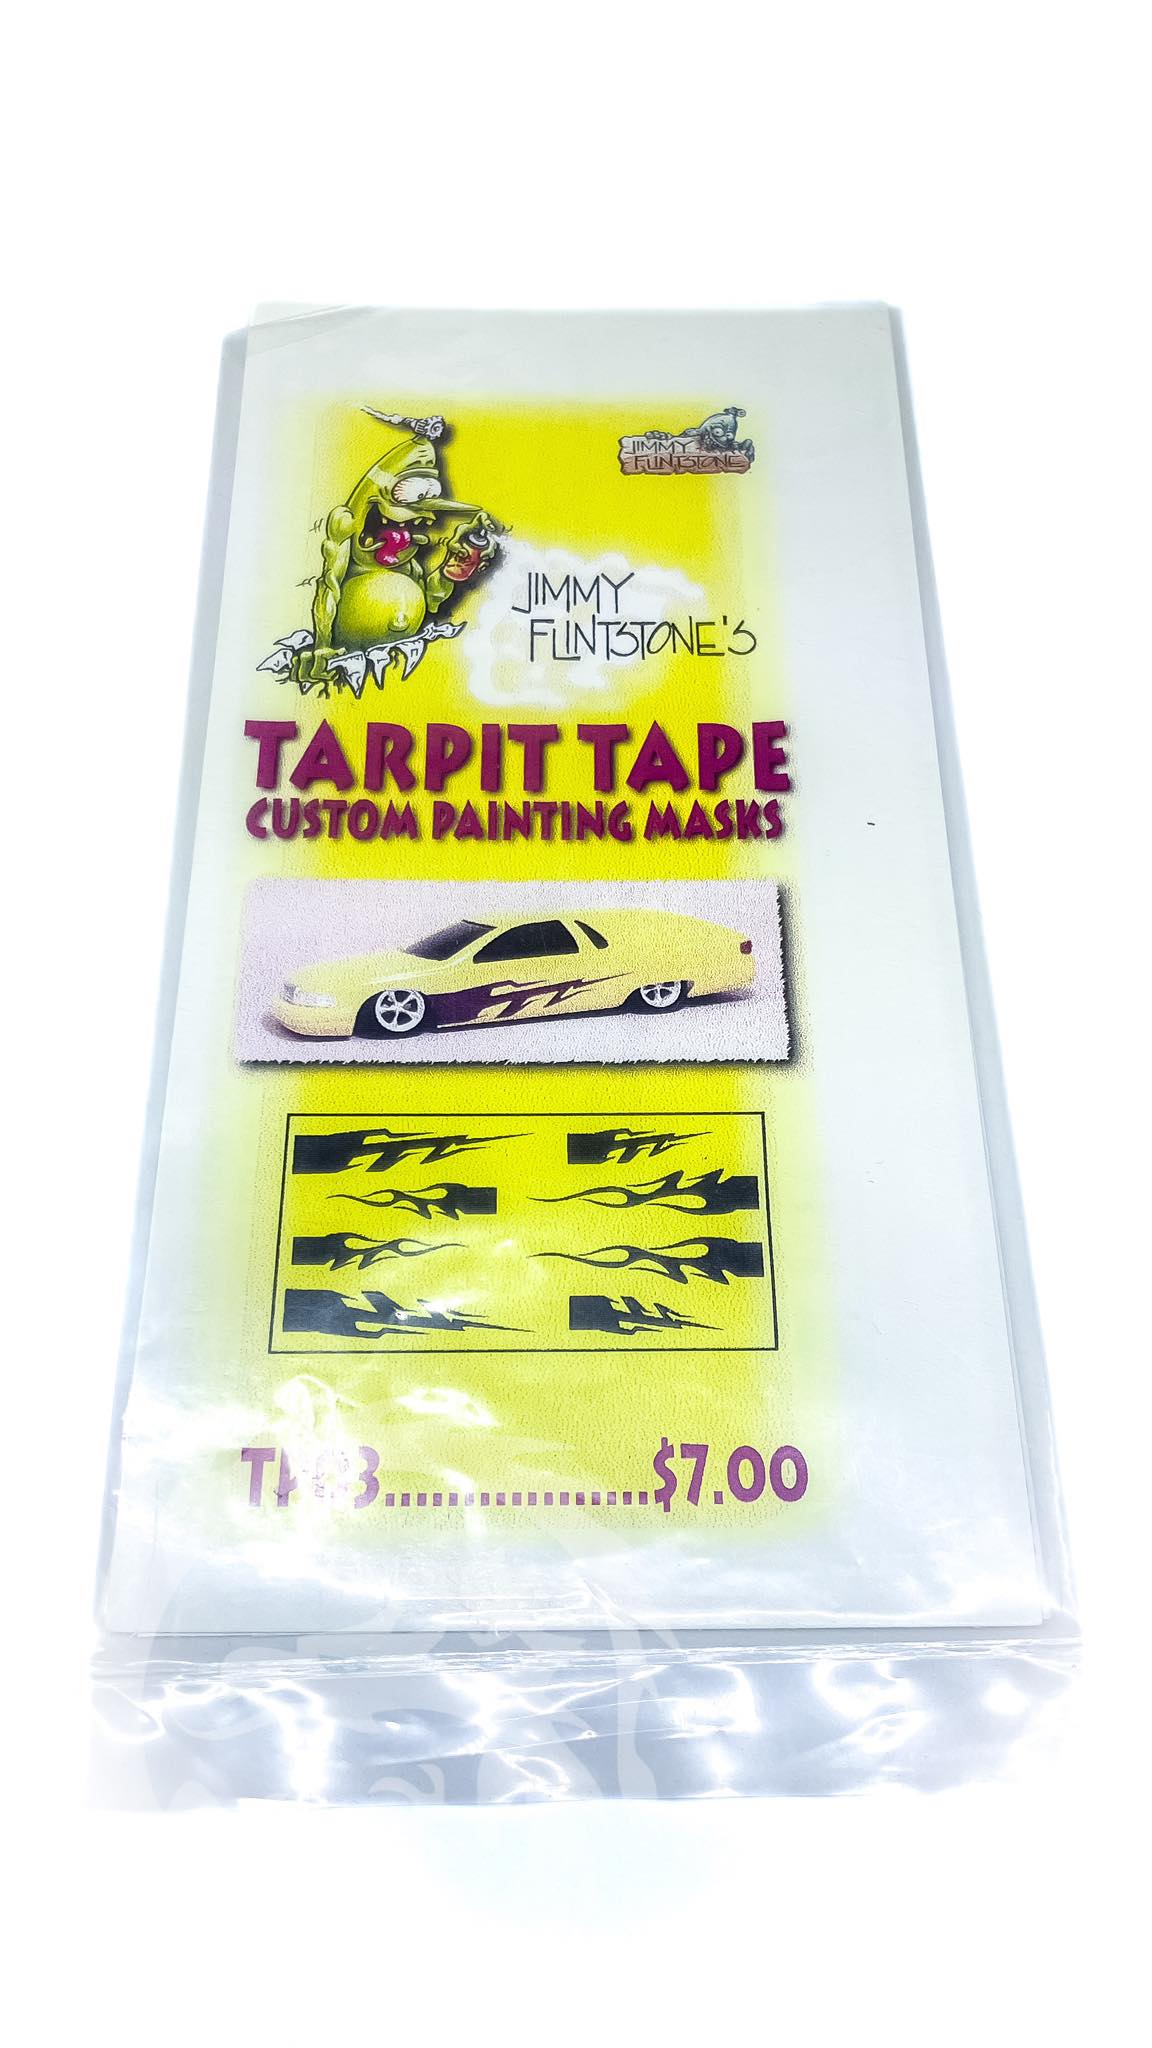 JIMMY
FLINTSTONE
JIMMY
FLINTSTONE'S
TARPIT TAPE
CUSTOM PAINTING MASKS
$7.00